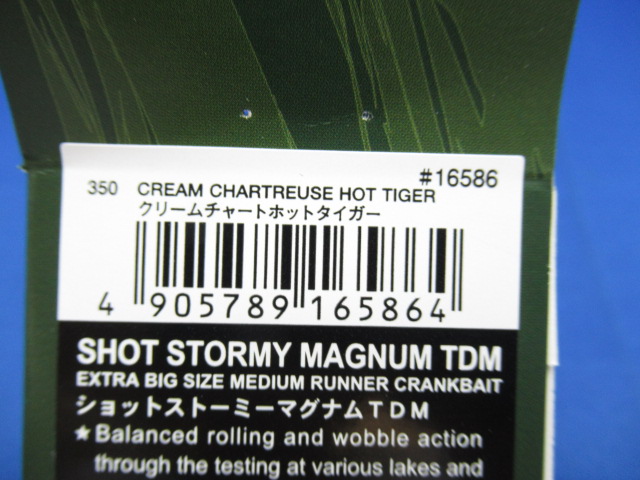 #16586
350 CREAM CHARTREUSE HOT TIGER
クリームチャートホットタイガー
4 905789 165864
SHOT STORMY MAGNUM TDM
EXTRA BIG SIZE MEDIUM RUNNER CRANKBAIT
ショットストーミーマグナムTDM
★Balanced rolling and wobble action
through the testing at various lakes and